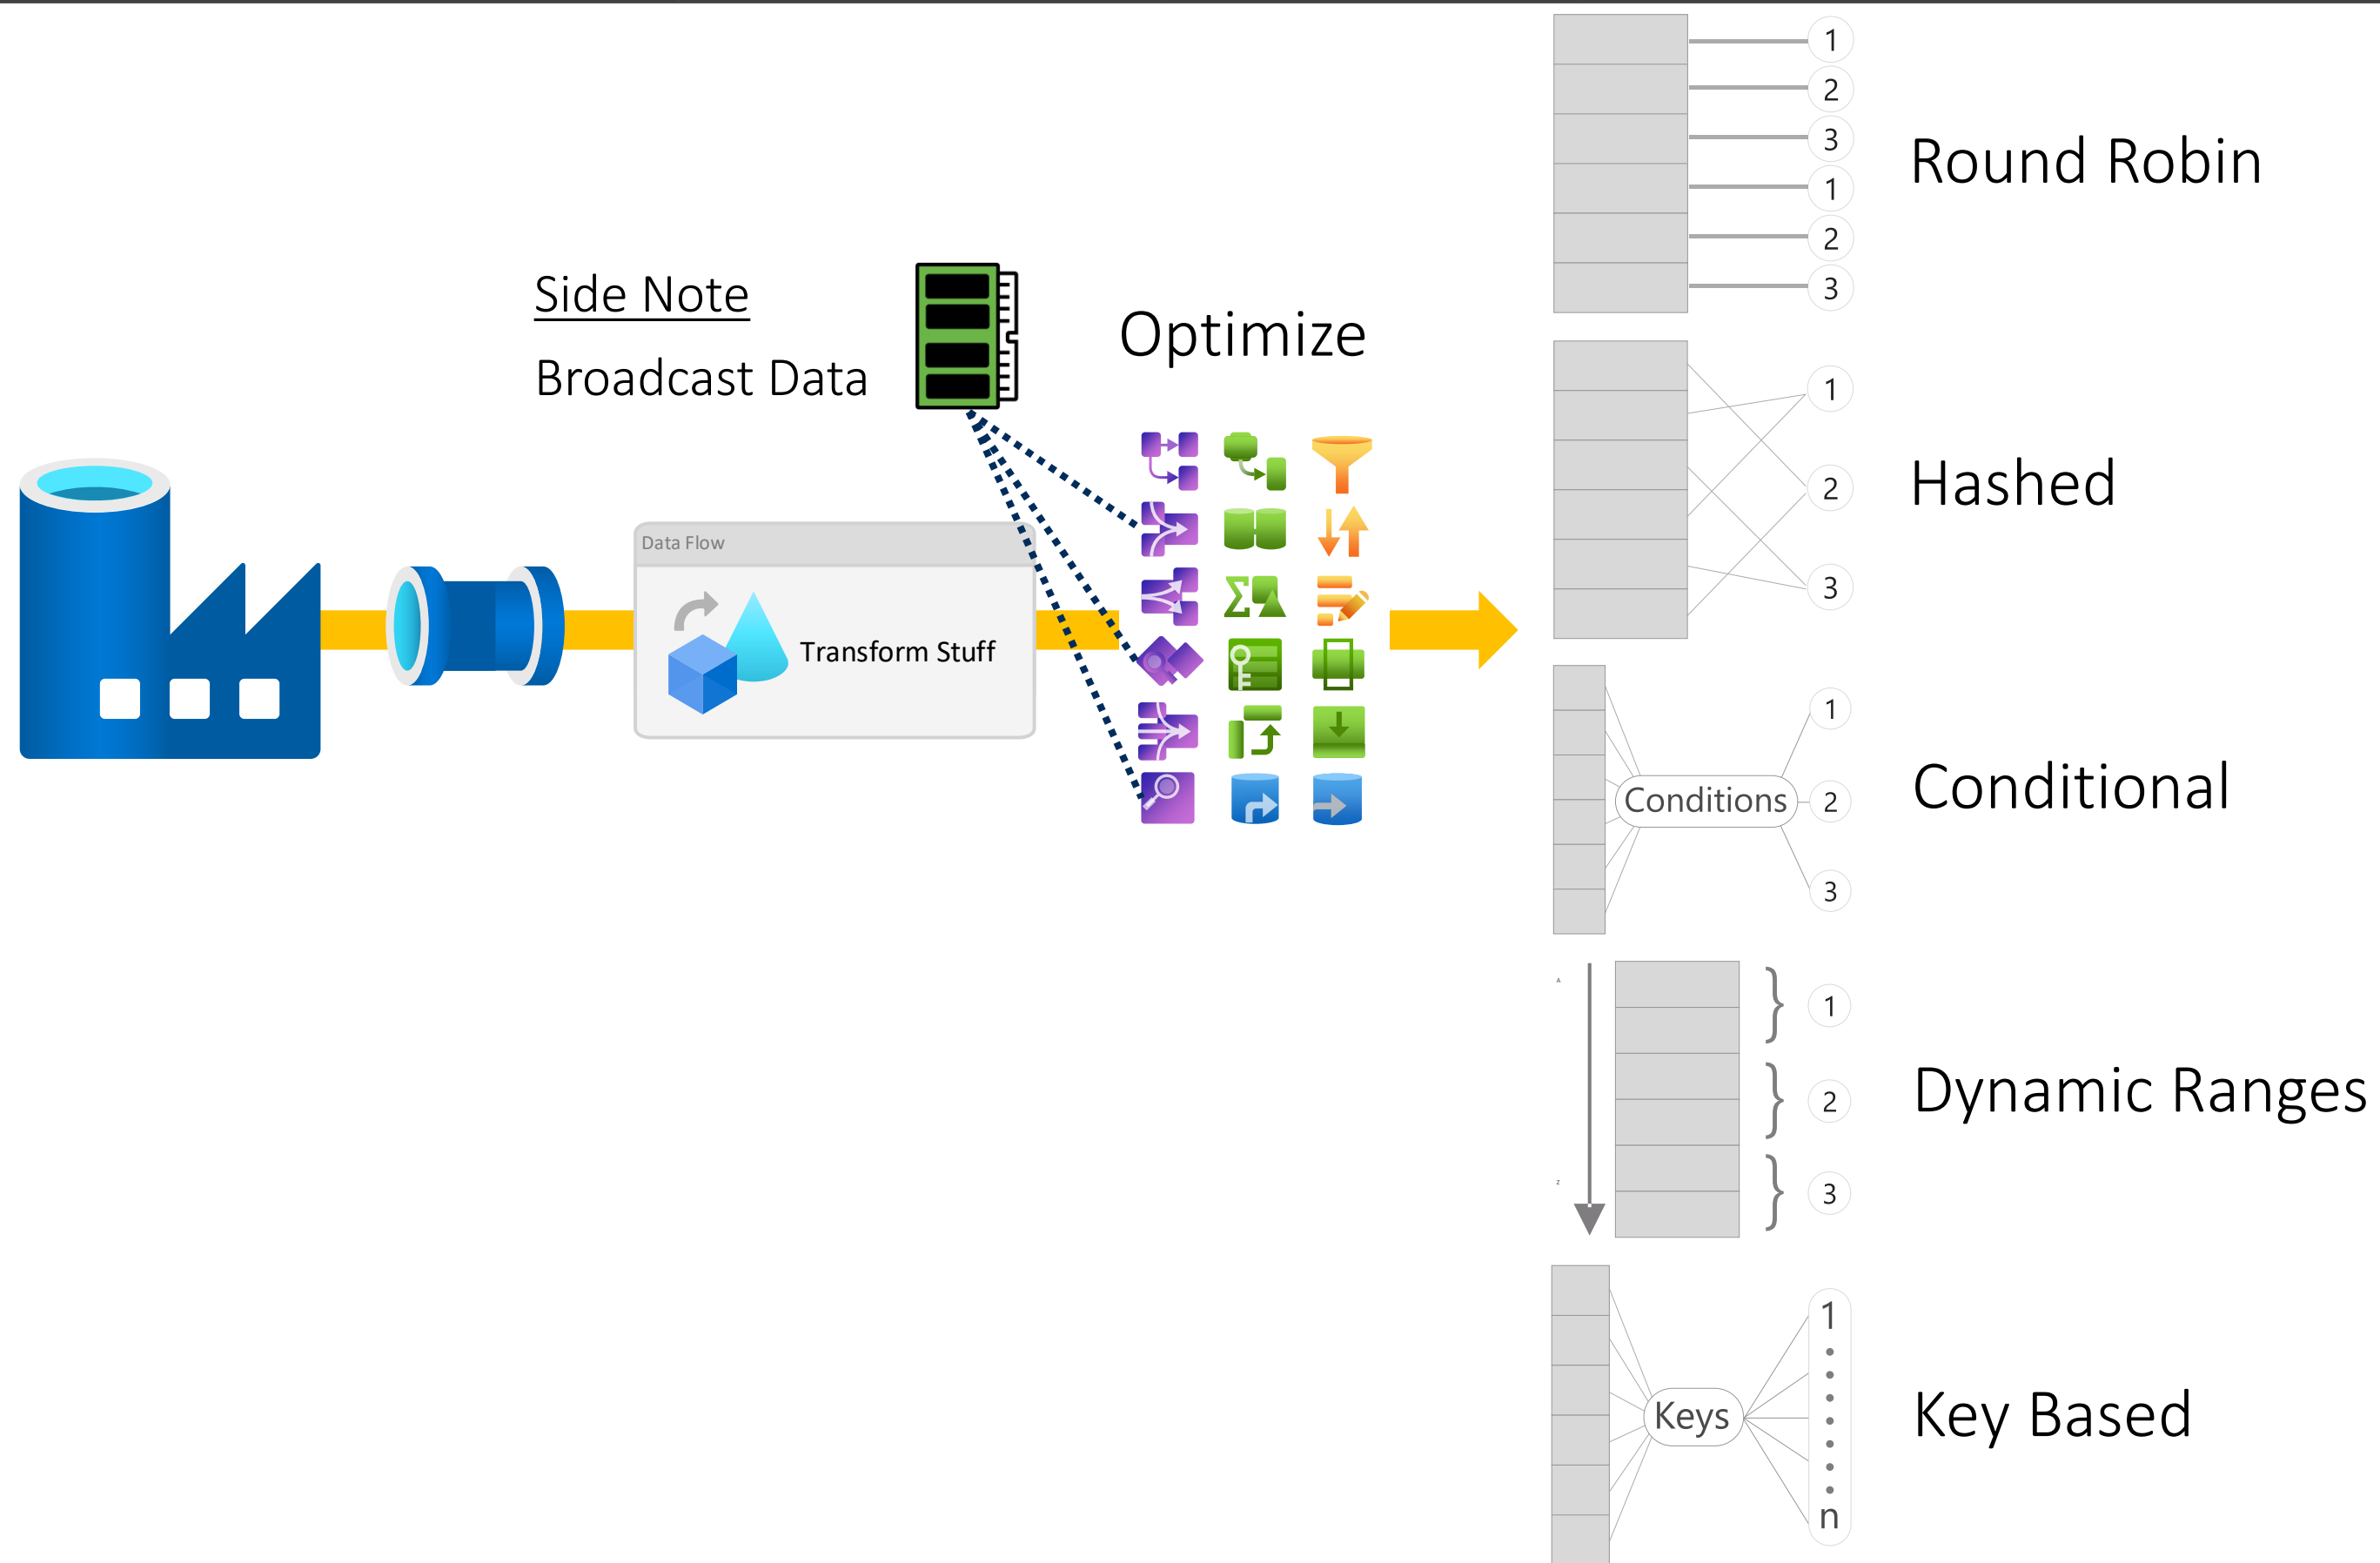 Side Note
Broadcast Data
Optimize
Data Flow
Transform Stuff
1
2
3
1
2
3
Round Robin
1
2
3
Hashed
Conditions
1
2
3
Conditional
A
Z
1
2
3
Dynamic Ranges
Keys
1
n
Key Based